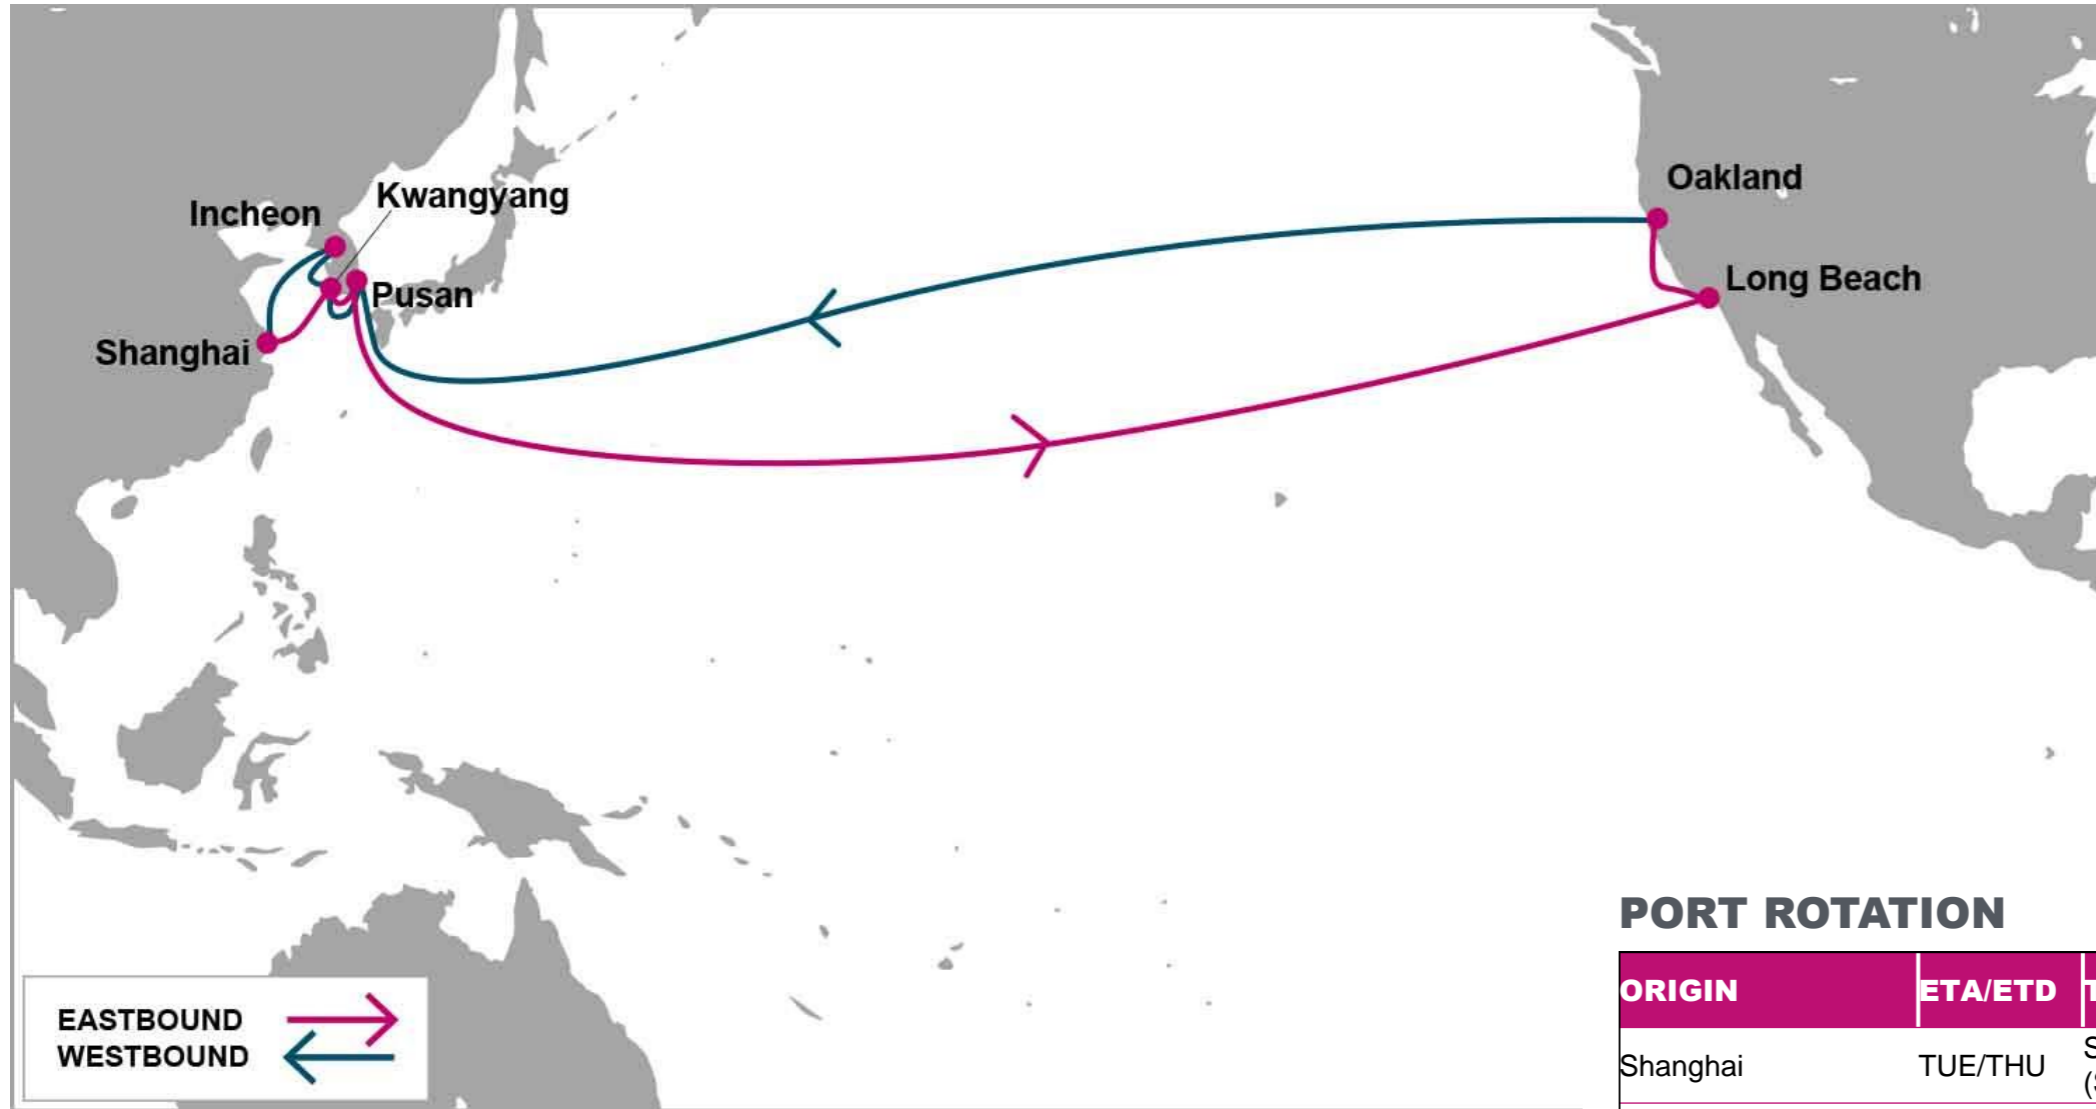 Oakland
Kwangyang
Incheon
Long Beach
Pusan
Shanghai
PORT ROTATION
ORIGIN ETA/ETD
Shanghai TUE/THU
EASTBOUND
WESTBOUND